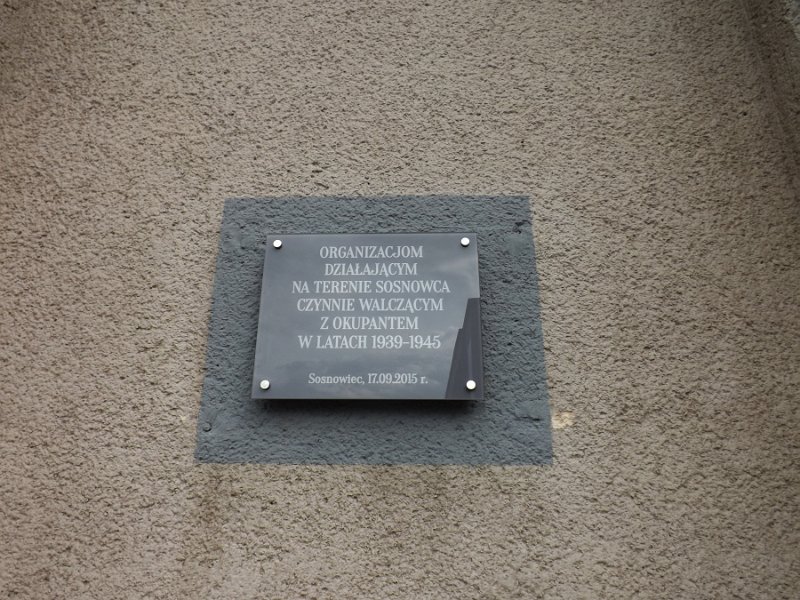 ORGANIZACJOM
DZIAŁAJĄCYM
NA TERENIE SOSNOWCA
CZYNNIE WALCZĄCYM
Z OKUPANTEM
W LATACH 1939-1945
Sosnowiec, 17.09.2015 r.